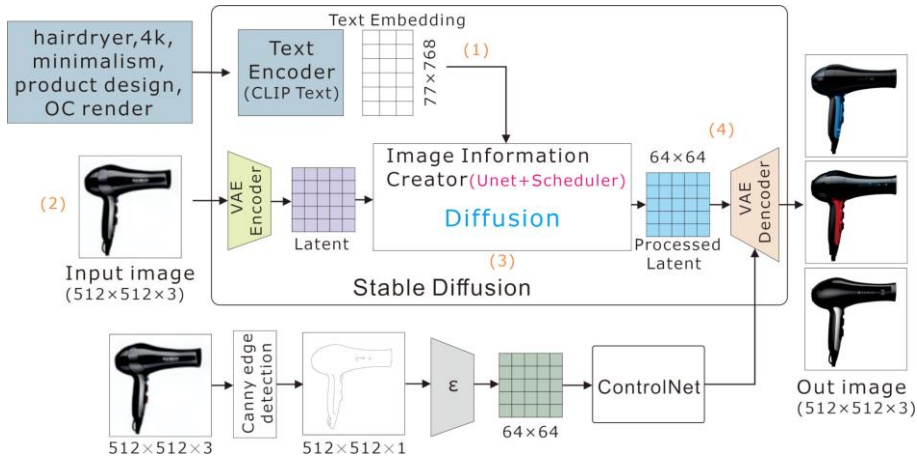 hairdryer,4k,
minimalism,
product design,
OC render
Text
Encoder
(CLIP Text)
Text Embedding
77×768
(1)
(2)
Input image
(512×512×3)
VAE
Encoder
Latent
Image Information
Creator(Unet+Scheduler)
Diffusion
(3)
64×64
Processed
Latent
(4)
VAE
Dencoder
Stable Diffusion
512×512×3
Canny edge
detection
512×512×1
ε
64×64
ControlNet
Out image
(512×512×3)